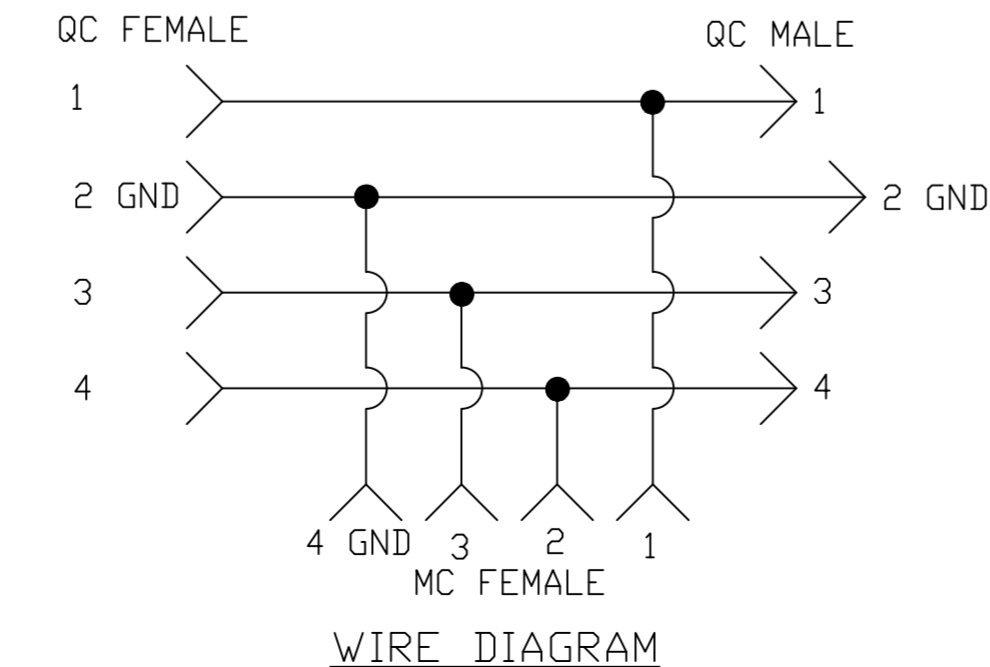 QC FEMALE
QC MALE
1
1
2 GND
2 GND
3
3
4
4
4 GND 3 2 1
MC FEMALE
WIRE DIAGRAM